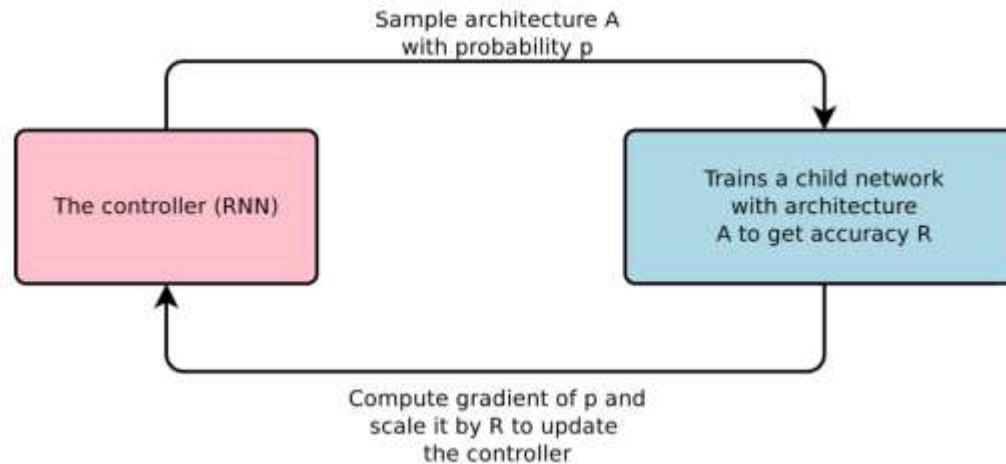 Sample architecture A
with probability p
The controller (RNN)
Trains a child network
with architecture
A to get accuracy R
Compute gradient of p and
scale it by R to update
the controller